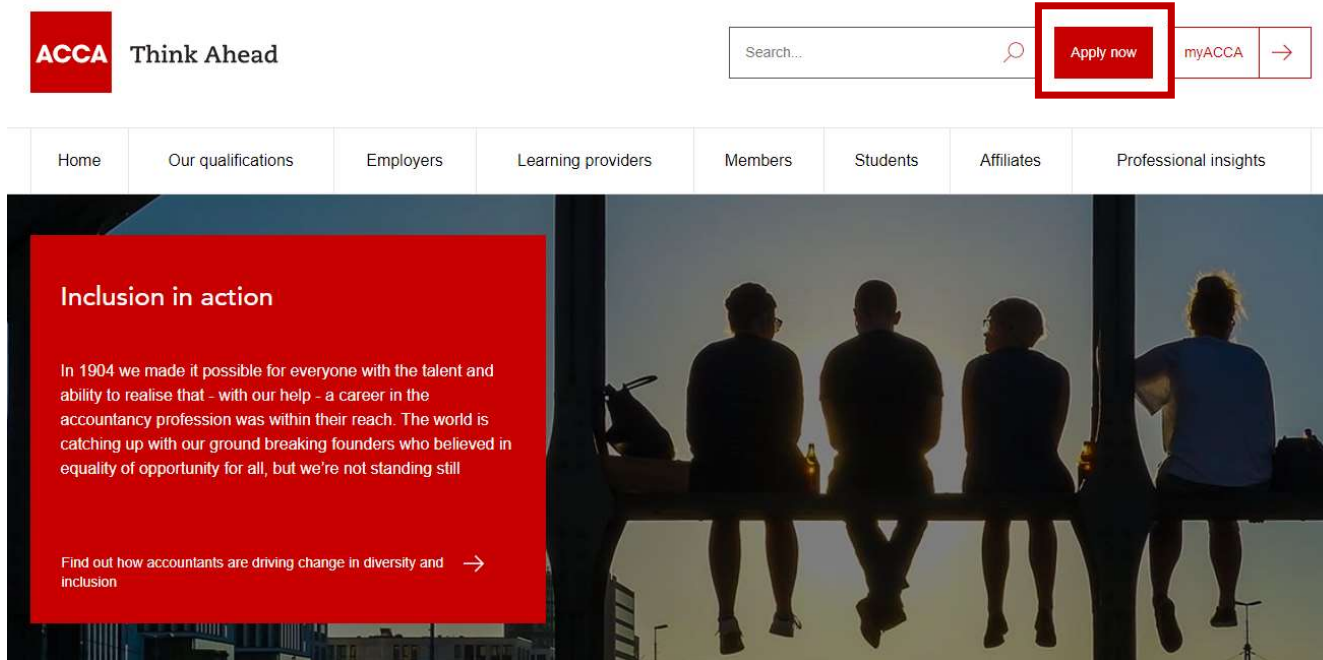 ACCA Think Ahead
Search...
Apply now
myACCA
Home
Our qualifications
Employers
Learning providers
Members
Students
Affiliates
Professional insights
Inclusion in action
In 1904 we made it possible for everyone with the talent and
ability to realise that - with our help - a career in the
accountancy profession was within their reach. The world is
catching up with our ground breaking founders who believed in
equality of opportunity for all, but we're not standing still
Find out how accountants are driving change in diversity and
inclusion